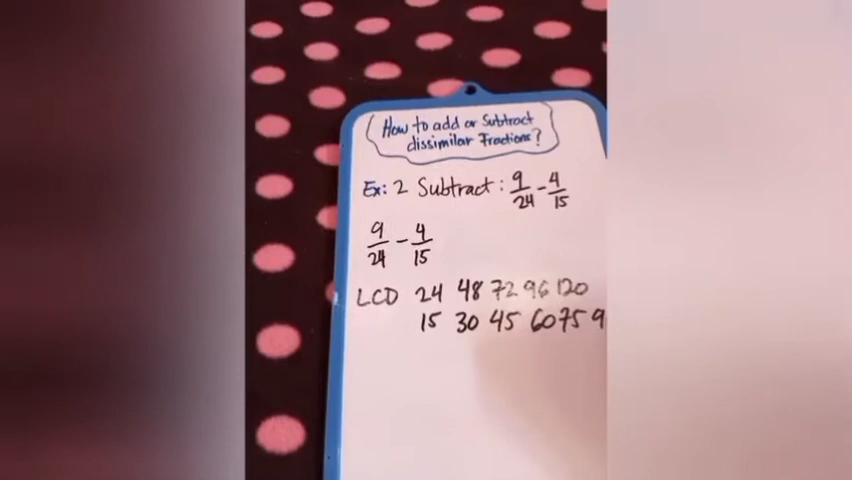 How to add or Subtract
dissimilar Fractions?
Ex: 2 Subtract: 9/24 - 4/15
9/24 - 4/15
LCD 24 48 72 96 120
15 30 45 60 75 9